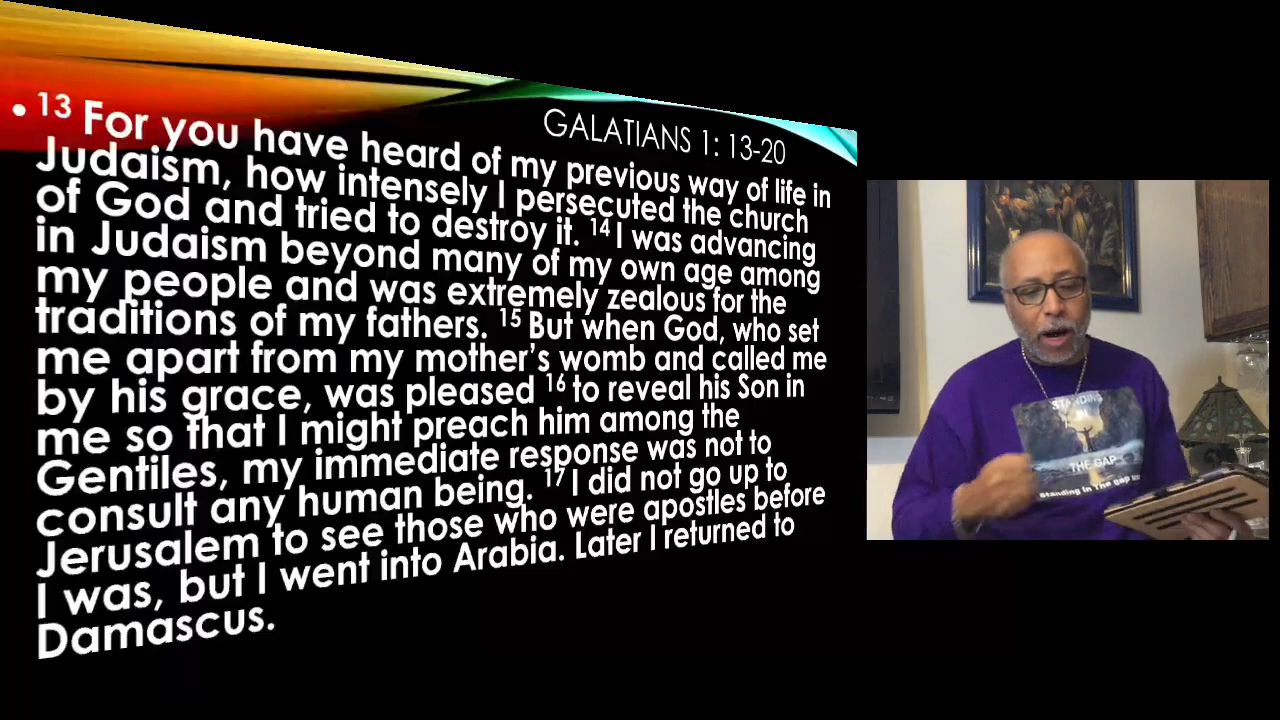 GALATIANS 1: 13-20
• 13 For you have heard of my previous way of life in
Judaism, how intensely I persecuted the church
of God and tried to destroy it. 14 I was advancing
in Judaism beyond many of my own age among
my people and was extremely zealous for the
traditions of my fathers. 15 But when God, who set
me apart from my mother’s womb and called me
by his grace, was pleased 16 to reveal his Son in
me so that I might preach him among the
Gentiles, my immediate response was not to
consult any human being. 17 I did not go up to
Jerusalem to see those who were apostles before
I was, but I went into Arabia. Later I returned to
Damascus.
STANDING
THE GAP
Standing In The Gap